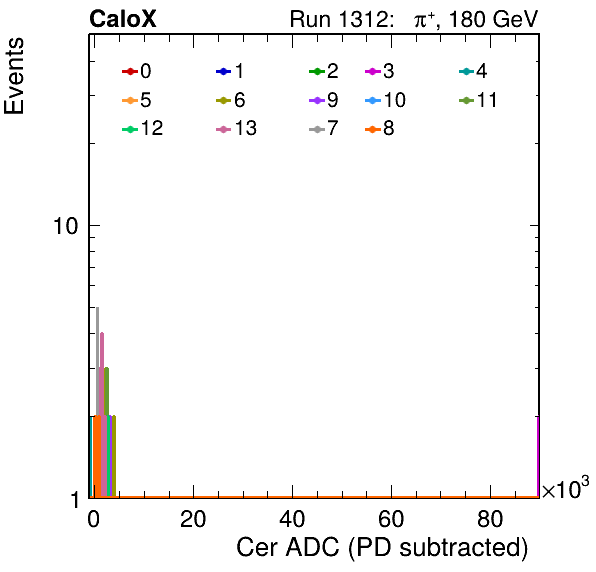 CaloX Run 1312: π⁺, 180 GeV
Events
0 1 2 3 4
5 6 9 10 11
12 13 7 8
10
1
0 20 40 60 80
×10³
Cer ADC (PD subtracted)